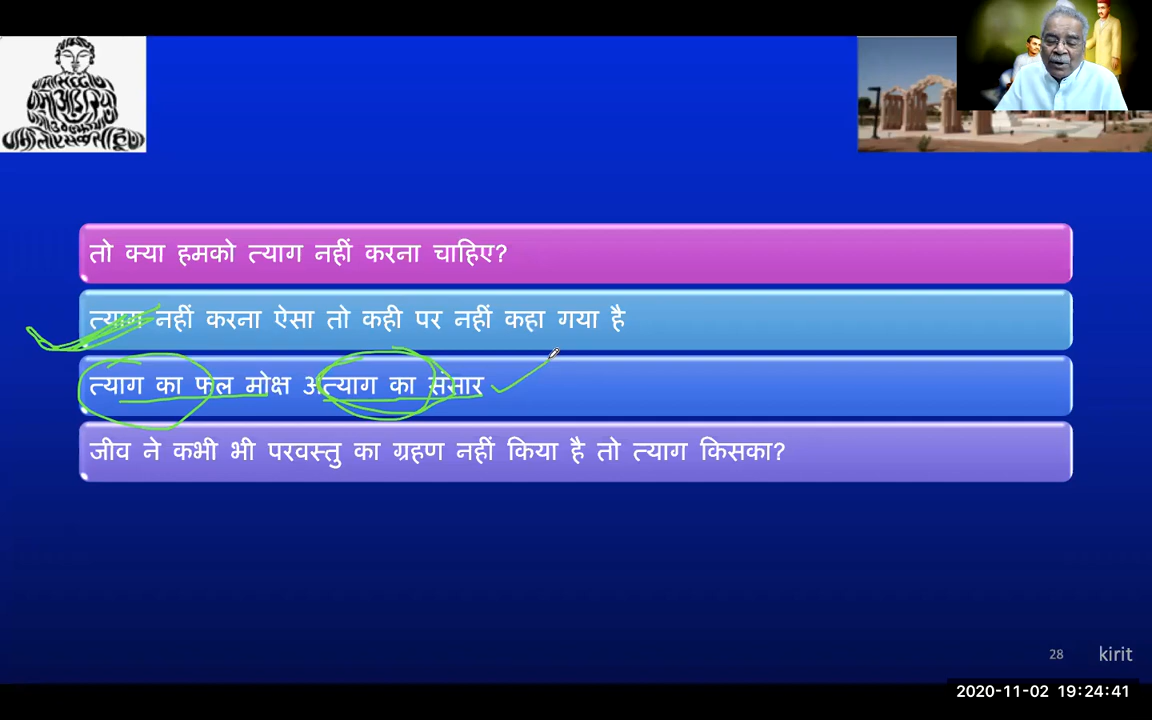 तो क्या हमको त्याग नहीं करना चाहिए?
त्याग नहीं करना ऐसा तो कही पर नहीं कहा गया है
त्याग का फल मोक्ष अत्याग का संसार
जीव ने कभी भी परवस्तु का ग्रहण नहीं किया है तो त्याग किसका?
28 kirit
2020-11-02 19:24:41